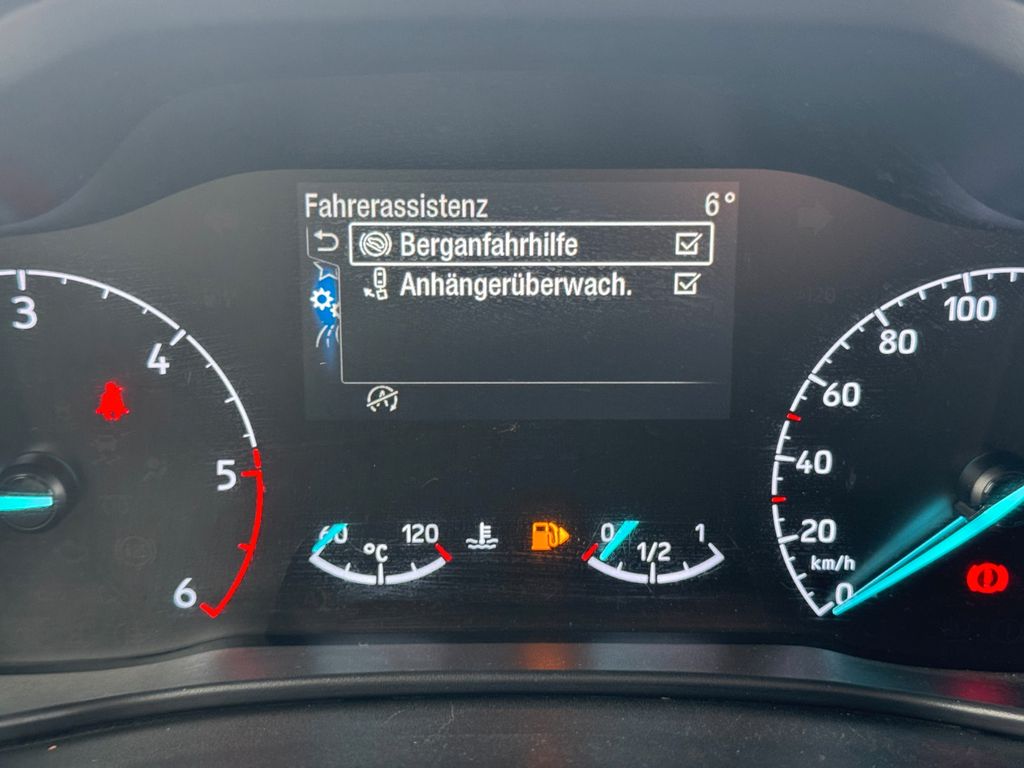 Fahrerassistenz 6°
Berganfahrhilfe
Anhängerüberwach.
A
3
4
5
6
60 120
°C
0 1/2 1
100
80
60
40
20
km/h
0